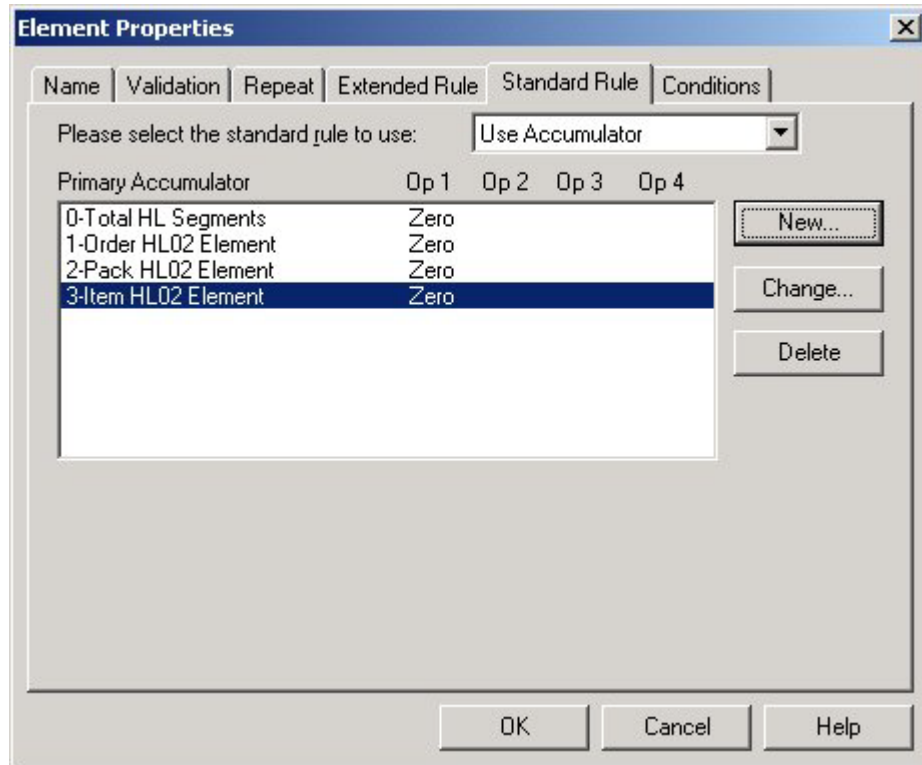 Element Properties
Name Validation Repeat Extended Rule Standard Rule Conditions
Please select the standard rule to use: Use Accumulator
Primary Accumulator Op 1 Op 2 Op 3 Op 4
0-Total HL Segments Zero
1-Order HL02 Element Zero
2-Pack HL02 Element Zero
3-Item HL02 Element Zero
New...
Change...
Delete
OK Cancel Help